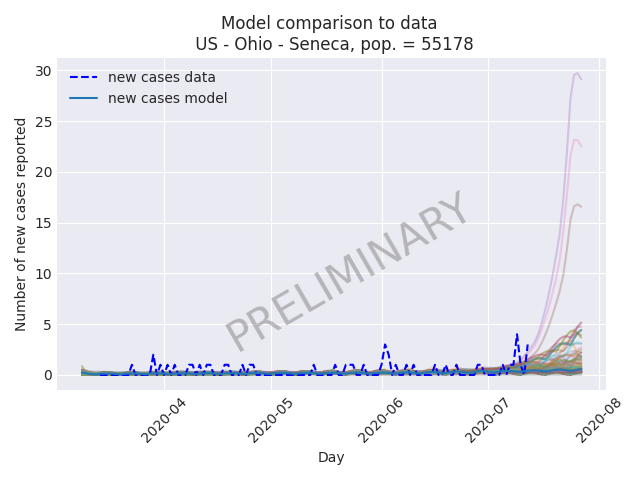 Model comparison to data
US - Ohio - Seneca, pop. = 55178
new cases data
new cases model
Number of new cases reported
30
25
20
15
10
5
0
PRELIMINARY
2020-04
2020-05
2020-06
2020-07
2020-08
Day